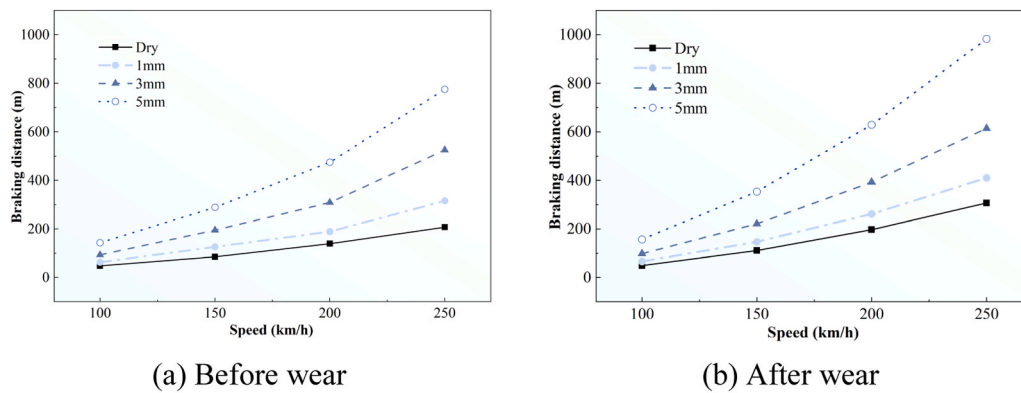 1000
800
600
400
200
0
Braking distance (m)
Dry
1mm
3mm
5mm
100 150 200 250
Speed (km/h)
(a) Before wear
1000
800
600
400
200
0
Braking distance (m)
Dry
1mm
3mm
5mm
100 150 200 250
Speed (km/h)
(b) After wear